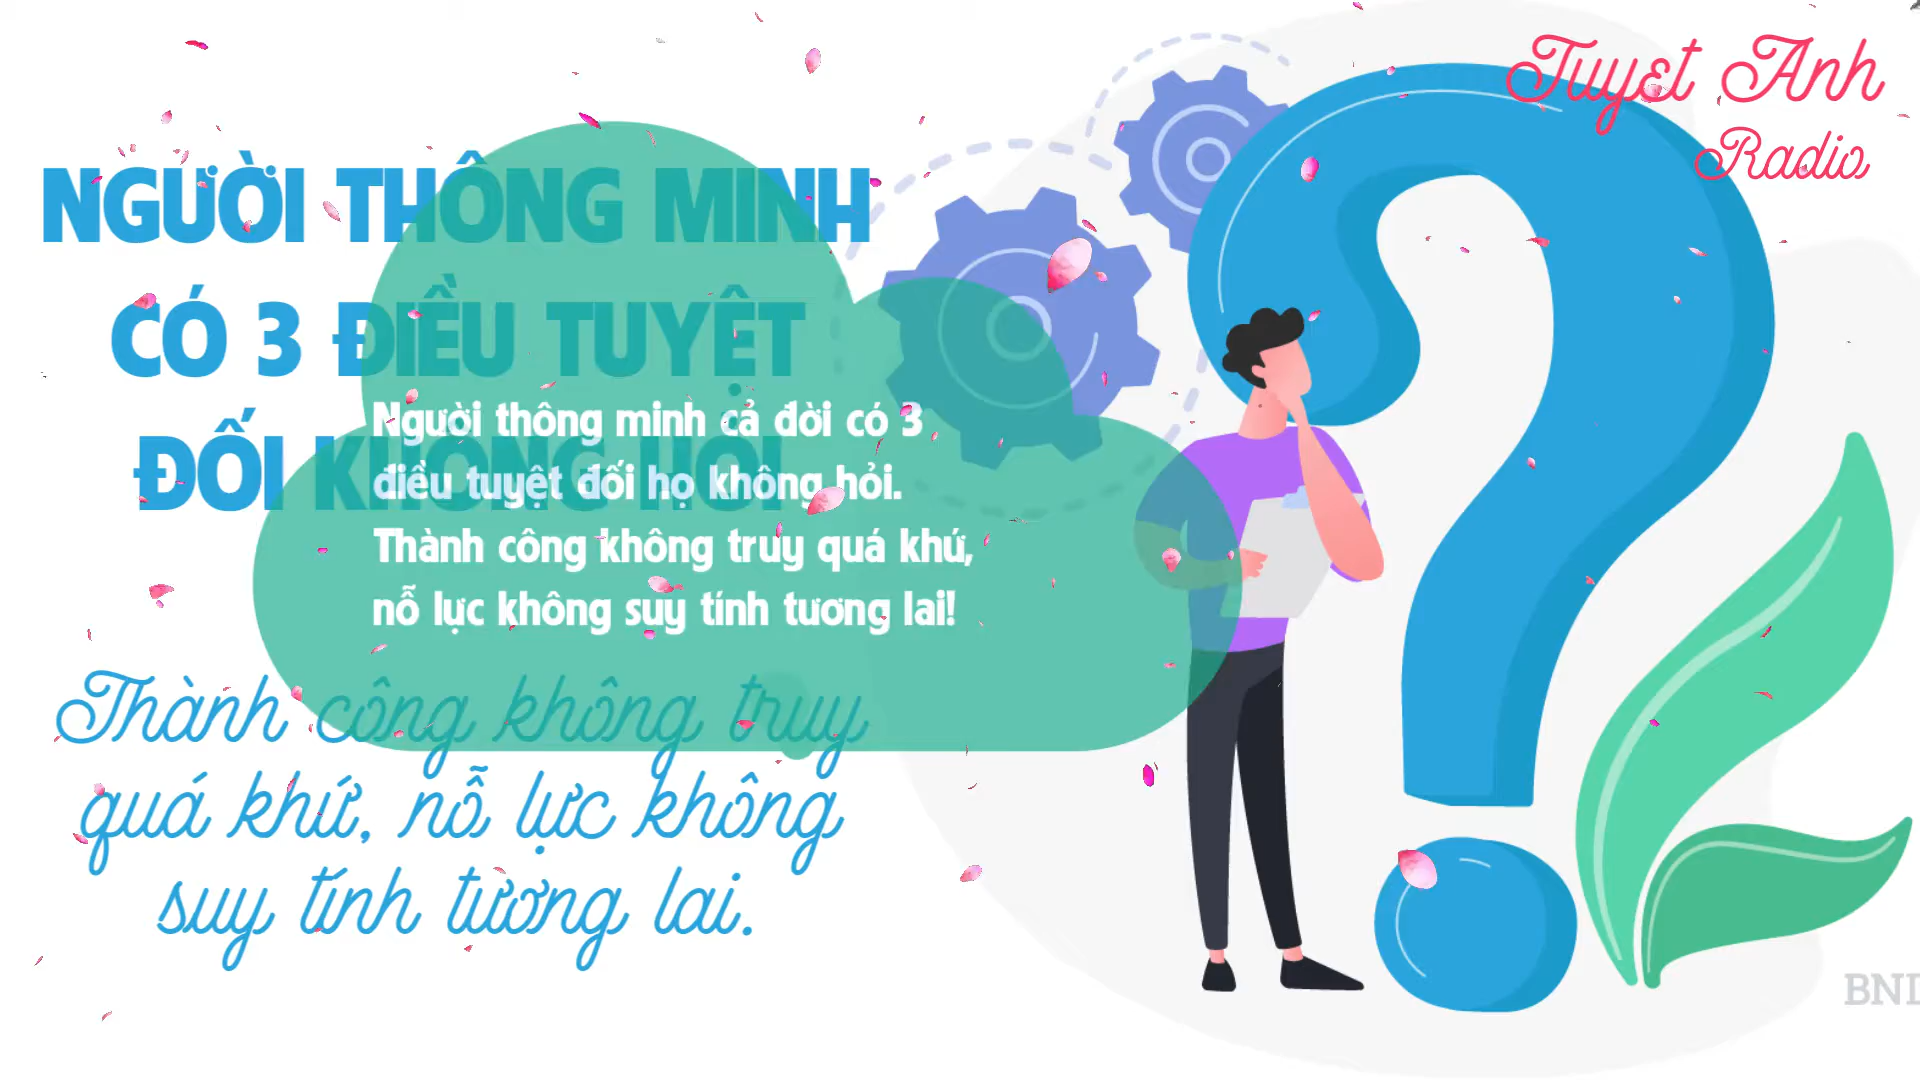 Tuyet Anh
Radio
NGƯỜI THÔNG MINH
CÓ 3 ĐIỀU TUYỆT
ĐỐI KHÔNG HỎI
Người thông minh cả đời có 3
điều tuyệt đối họ không hỏi.
Thành công không truy quá khứ,
nỗ lực không suy tính tương lai!
Thành công không truy
quá khứ, nỗ lực không
suy tính tương lai.